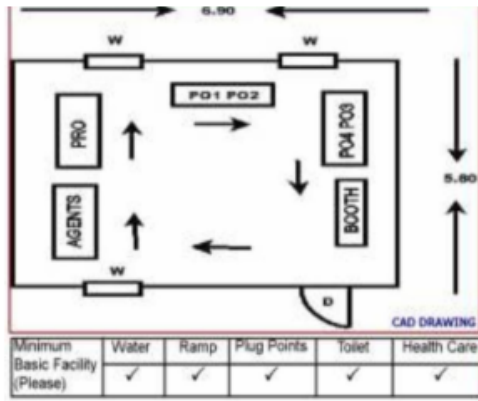 6.90
W
W
PO1 PO2
PRO
PO4 PO3
5.80
AGENTS
BOOTH
W
D
CAD DRAWING
Minimum Basic Facility (Please)
Water
Ramp
Plug Points
Toilet
Health Care
✓ ✓ ✓ ✓ ✓